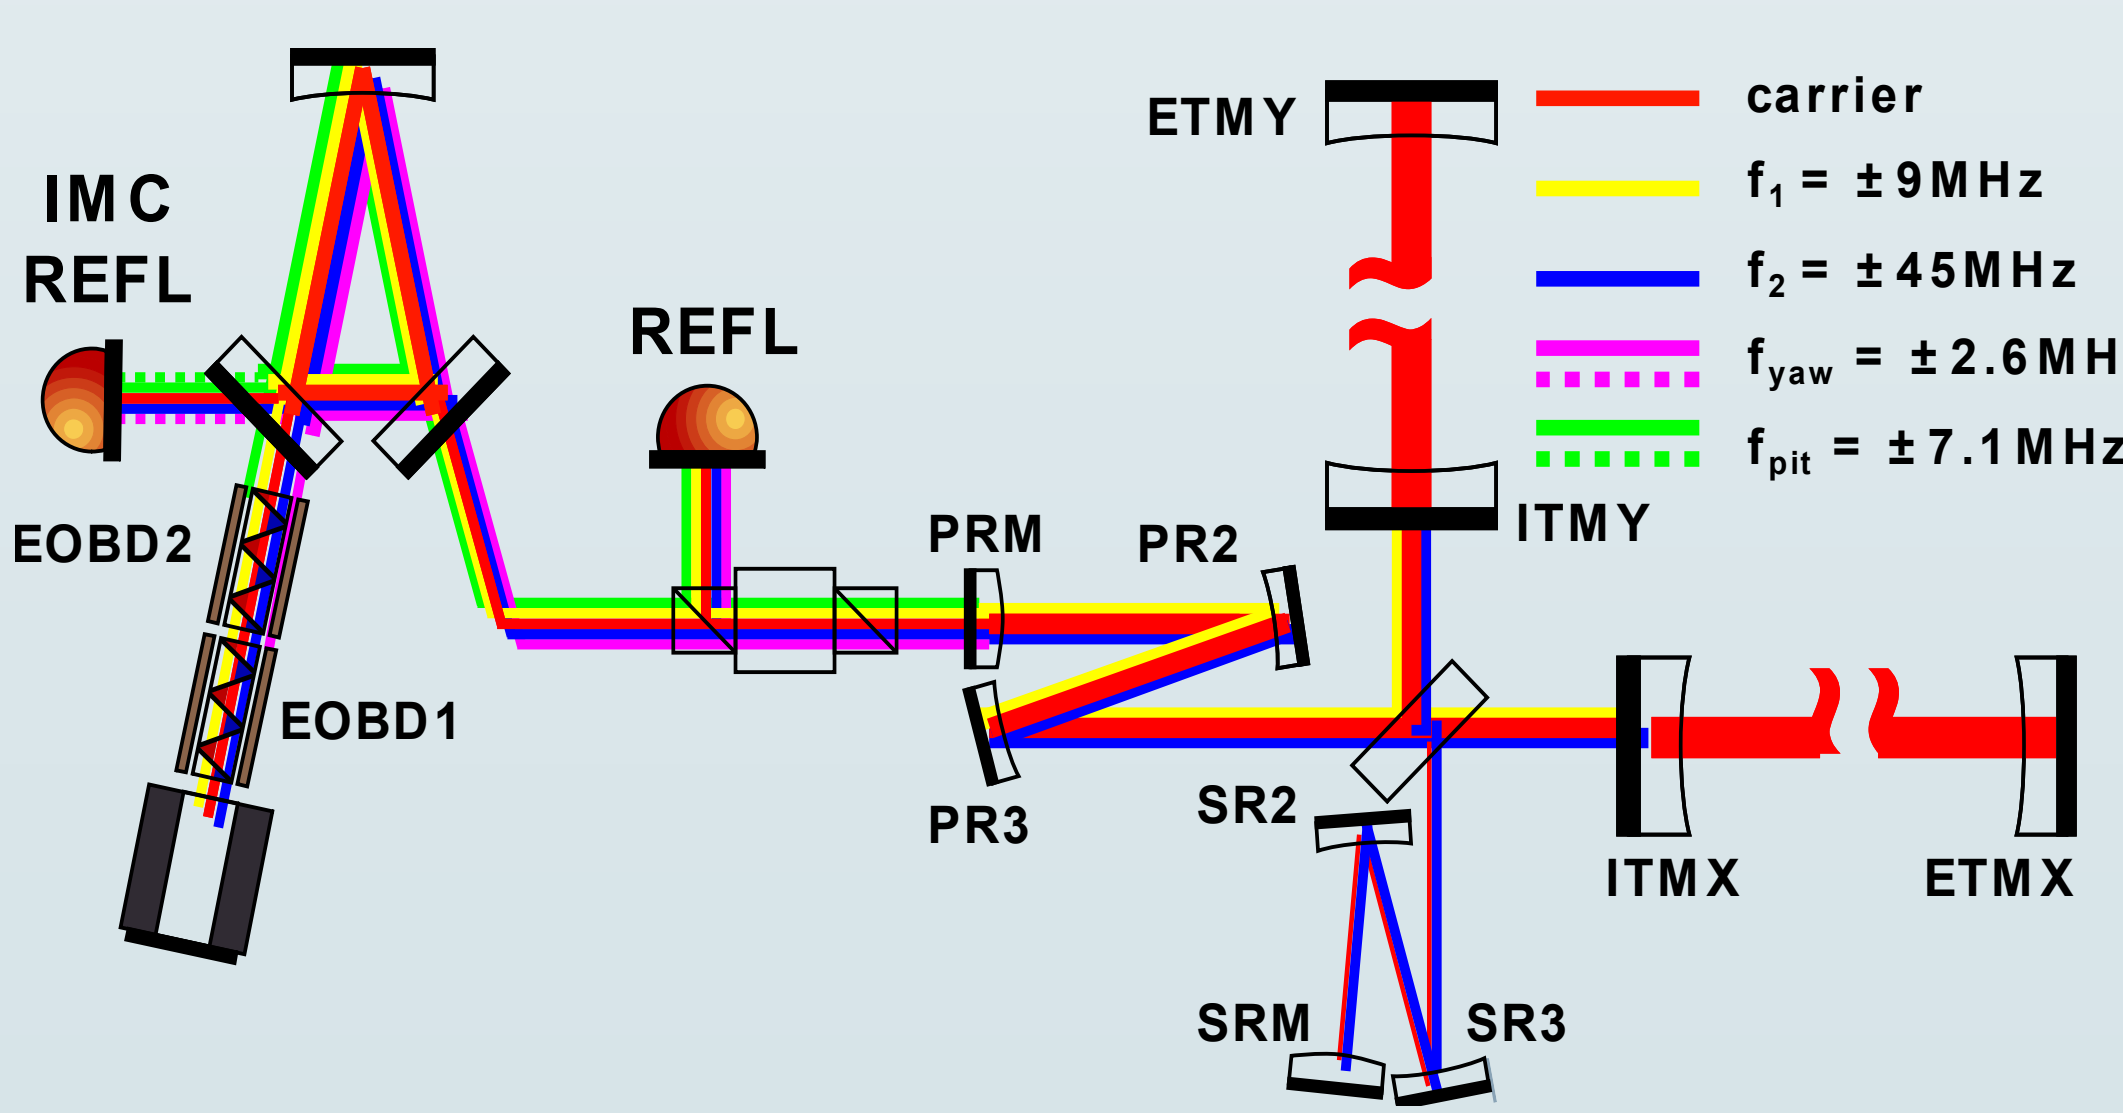 IMC
REFL
EOBD2
EOBD1
REFL
PRM
PR2
PR3
ETMY
ITMY
SR2
SRM
SR3
ITMX
ETMX
carrier
f1 = ±9MHz
f2 = ±45MHz
fyaw = ±2.6MH
fpit = ±7.1MHz